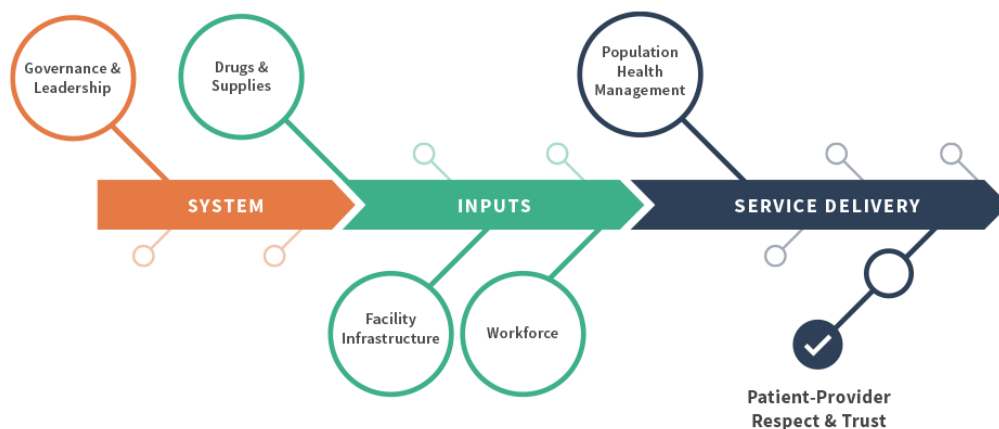 Governance &
Leadership
Drugs &
Supplies
Population
Health
Management
SYSTEM
INPUTS
SERVICE DELIVERY
Facility
Infrastructure
Workforce
Patient-Provider
Respect & Trust